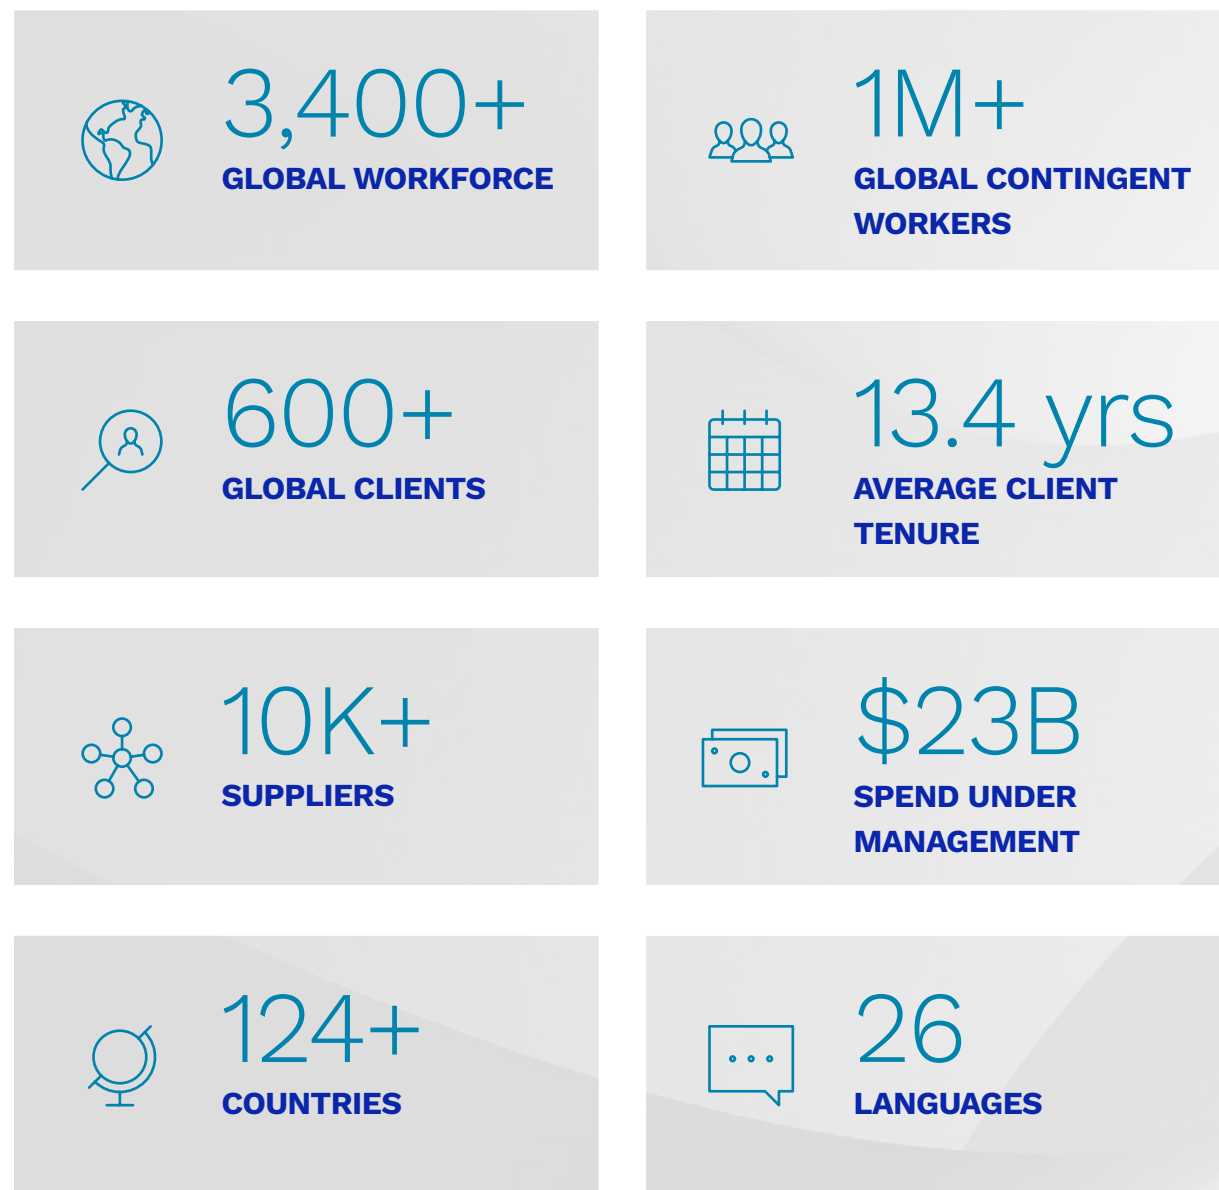 3,400+
GLOBAL WORKFORCE
1M+
GLOBAL CONTINGENT
WORKERS
600+
GLOBAL CLIENTS
13.4 yrs
AVERAGE CLIENT
TENURE
10K+
SUPPLIERS
$23B
SPEND UNDER
MANAGEMENT
124+
COUNTRIES
26
LANGUAGES